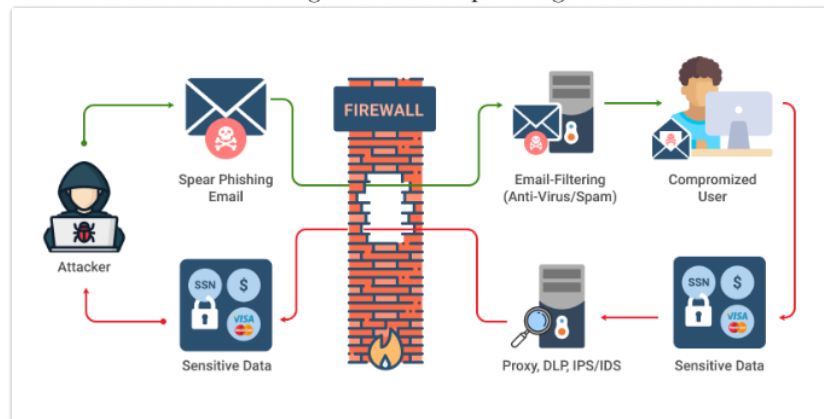 FIREWALL
Spear Phishing
Email
Email-Filtering
(Anti-Virus/Spam)
Compromized
User
Attacker
SSN
$
VISA
Sensitive Data
Proxy, DLP, IPS/IDS
SSN
$
VISA
Sensitive Data